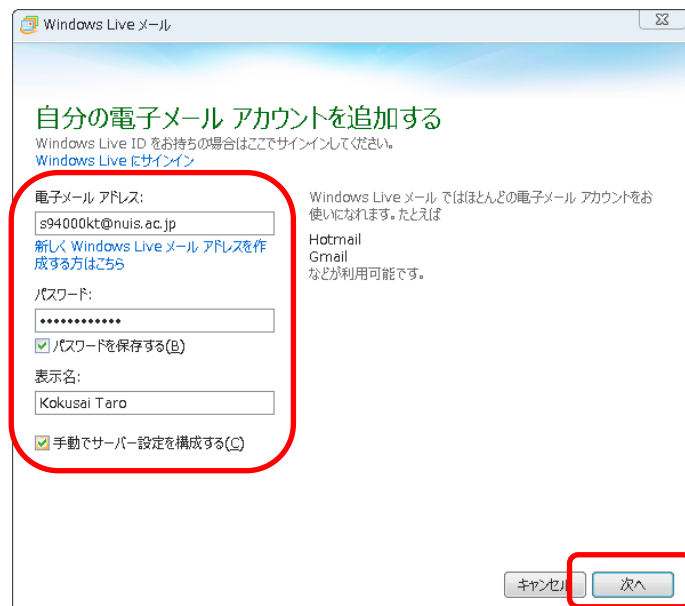 Windows Live メール
自分の電子メール アカウントを追加する
Windows Live ID をお持ちの場合はここでサインインしてください。
Windows Live にサインイン
電子メール アドレス:
s94000kt@nuis.ac.jp
新しく Windows Live メール アドレスを作
成する方はこちら
パスワード:
••••••••••••
パスワードを保存する(B)
表示名:
Kokusai Taro
手動でサーバー設定を構成する(C)
Windows Live メール ではほとんどの電子メール アカウントをお
使いになれます。たとえば
Hotmail
Gmail
などが利用可能です。
キャンセル
次へ